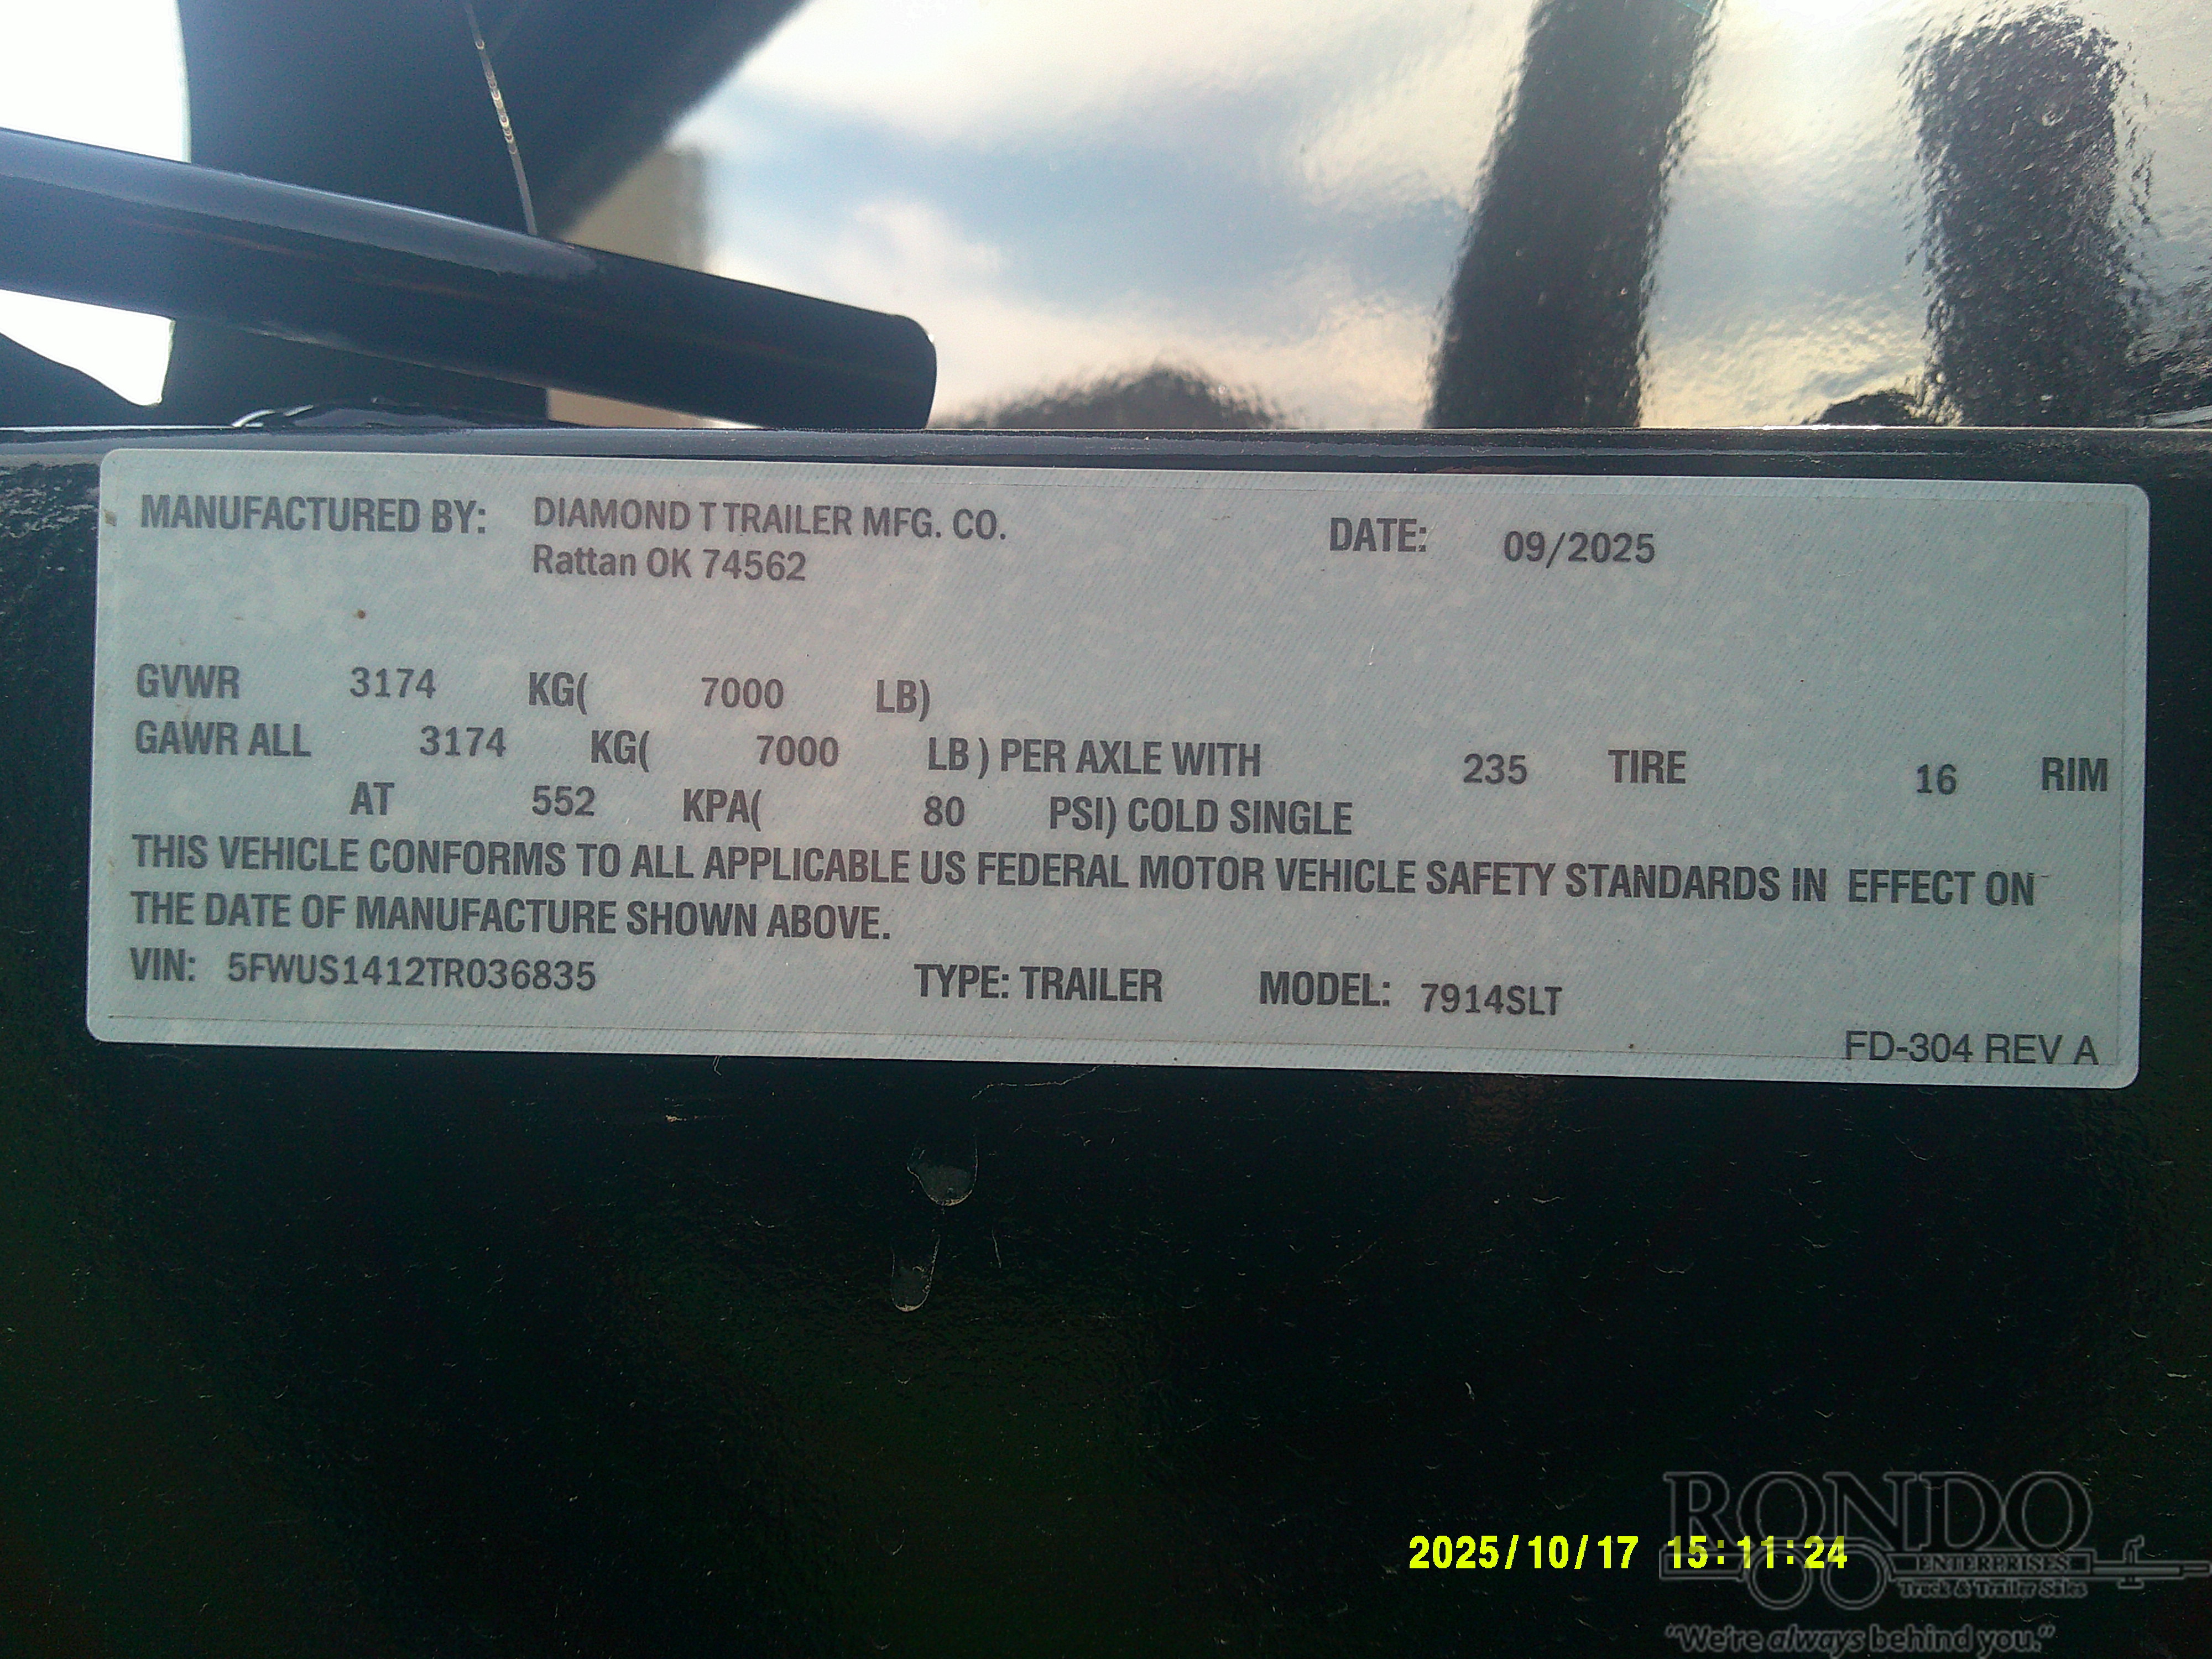 MANUFACTURED BY: DIAMOND T TRAILER MFG. CO. DATE: 09/2025
Rattan OK 74562
GVWR 3174 KG( 7000 LB)
GAWR ALL 3174 KG( 7000 LB ) PER AXLE WITH 235 TIRE 16 RIM
AT 552 KPA( 80 PSI) COLD SINGLE
THIS VEHICLE CONFORMS TO ALL APPLICABLE US FEDERAL MOTOR VEHICLE SAFETY STANDARDS IN EFFECT ON
THE DATE OF MANUFACTURE SHOWN ABOVE.
VIN: 5FWUS1412TR036835 TYPE: TRAILER MODEL: 7914SLT
FD-304 REV A
2025/10/17 15:11:24
RONDO
ENTERPRISES
Truck & Trailer Sales
"We're always behind you."